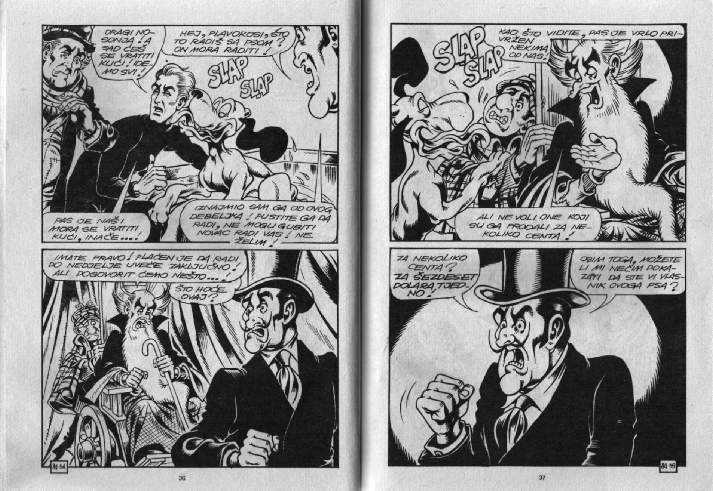 DRAGI NO-
SONJA! A
SAD ĆEŠ
SE VRATITI
KUĆI! IDE-
MO SVI!
HEJ, PLAVOKOSI, ŠTO
TO RADIŠ SA PSOM?
ON MORA RADITI!
SLAP
SLAP
PAS JE NAŠ I
MORA SE VRATITI
KUĆI, INAČE....!
IZNAJMIO SAM GA OD OVOG
DEBELJKA! PUSTITE GA DA
RADI, NE MOGU GUBITI
NOVAC RADI VAS! NE
ŽELIM!
IMATE PRAVO! PLAĆEN JE DA RADI
DO NEDJELJE UVEČE ZAKLJUČNO!
ALI DOGOVORIT ĆEMO NEŠTO...
ŠTO HOĆE
OVAJ?
36
KAO ŠTO VIDITE, PAS JE VRLO PRI-
VRŽEN
NEKIMA
OD NAS!
SLAP
SLAP
ALI NE VOLI ONE KOJI
SU GA PRODALI ZA NE-
KOLIKO CENTA!
ZA NEKOLIKO
CENTA?
ZA ŠEZDESET
DOLARA TJED-
NO!
OSIM TOGA, MOŽETE
LI MI NEČIM DOKA-
ZATI DA STE VI VLAS-
NIK OVOGA PSA?
37